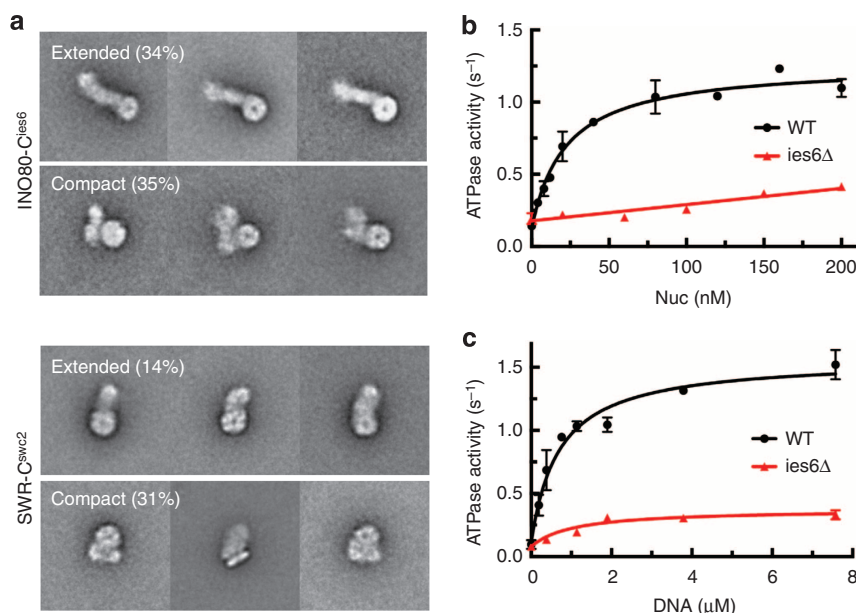 a
INO80-Cies6
Extended (34%)
Compact (35%)
SWR-Cswc2
Extended (14%)
Compact (31%)
b
ATPase activity (s−1)
1.5
1.0
0.5
0.0
WT
ies6Δ
0
50
100
150
200
Nuc (nM)
c
ATPase activity (s−1)
1.5
1.0
0.5
0.0
WT
ies6Δ
0
2
4
6
8
DNA (μM)